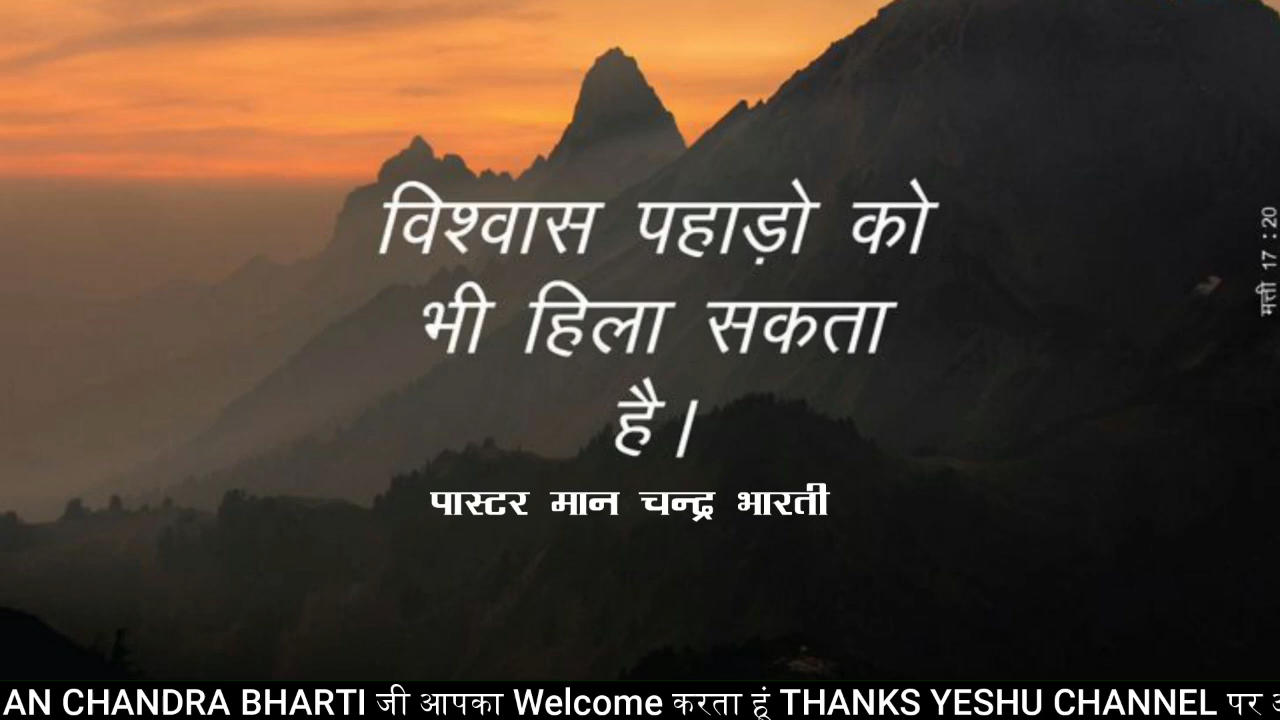 विश्वास पहाड़ो को
भी हिला सकता
है।
पास्टर मान चन्द्र भारती
मत्ती 17 : 20
AN CHANDRA BHARTI जी आपका Welcome करता हूं THANKS YESHU CHANNEL पर